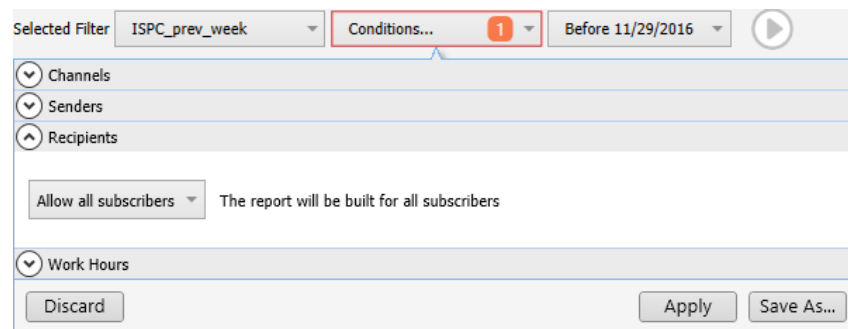 Selected Filter ISPC_prev_week Conditions... 1 Before 11/29/2016
Channels
Senders
Recipients
Allow all subscribers The report will be built for all subscribers
Work Hours
Discard Apply Save As...